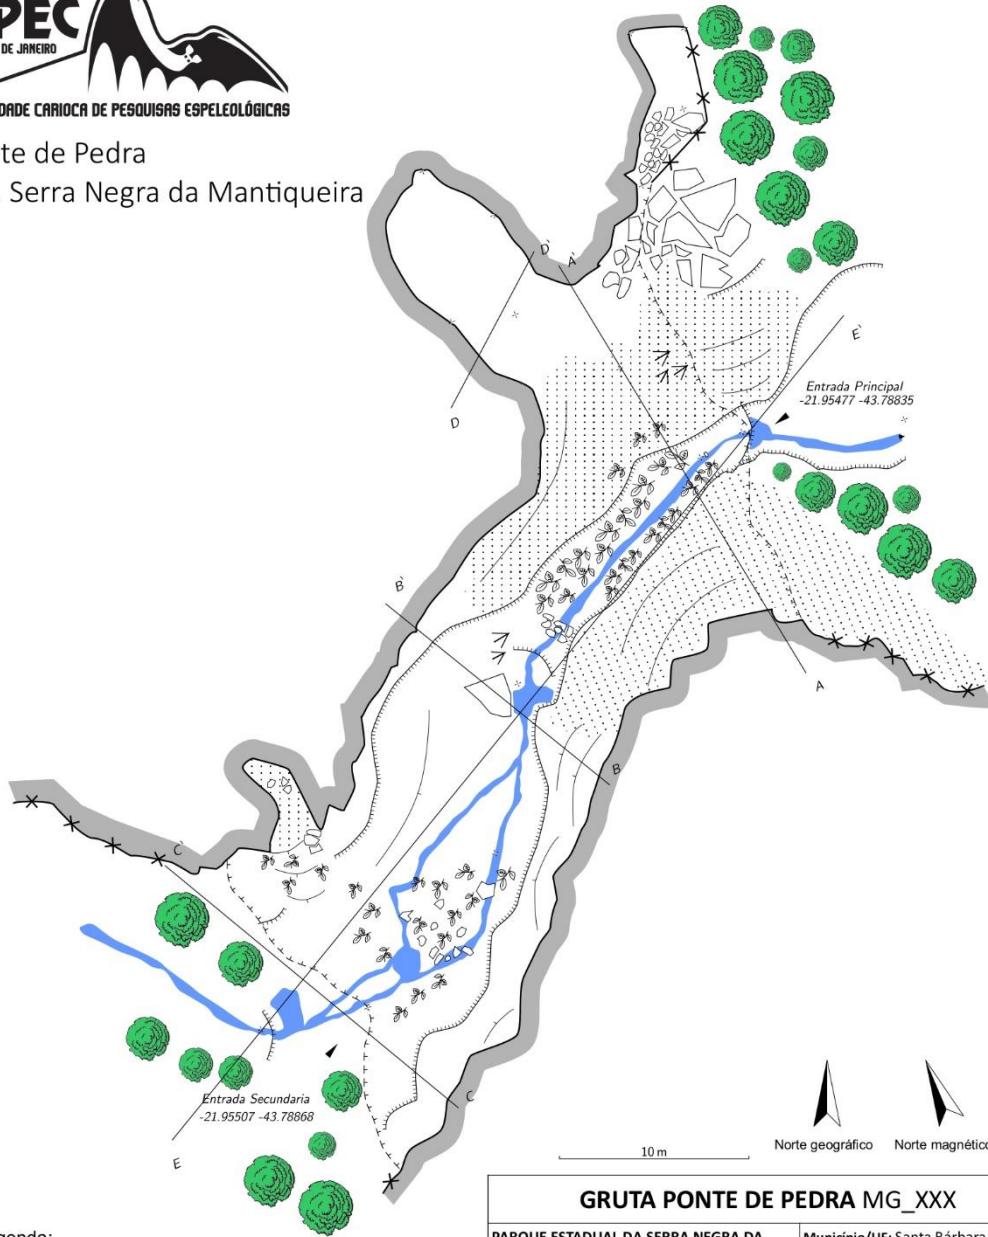 PEC
DE JANEIRO
DADE CARIOCA DE PESQUISAS ESPELEOLÓGICAS
te de Pedra
Serra Negra da Mantiqueira
D`
A`
E`
Entrada Principal
-21.95477 -43.78835
D
B`
A
B
C`
C
Entrada Secundaria
-21.95507 -43.78868
E
Norte geográfico
Norte magnético
10 m
GRUTA PONTE DE PEDRA MG_XXX
PARQUE ESTADUAL DA SERRA NEGRA DA
Município/UF: Santa Bárbara
genda: